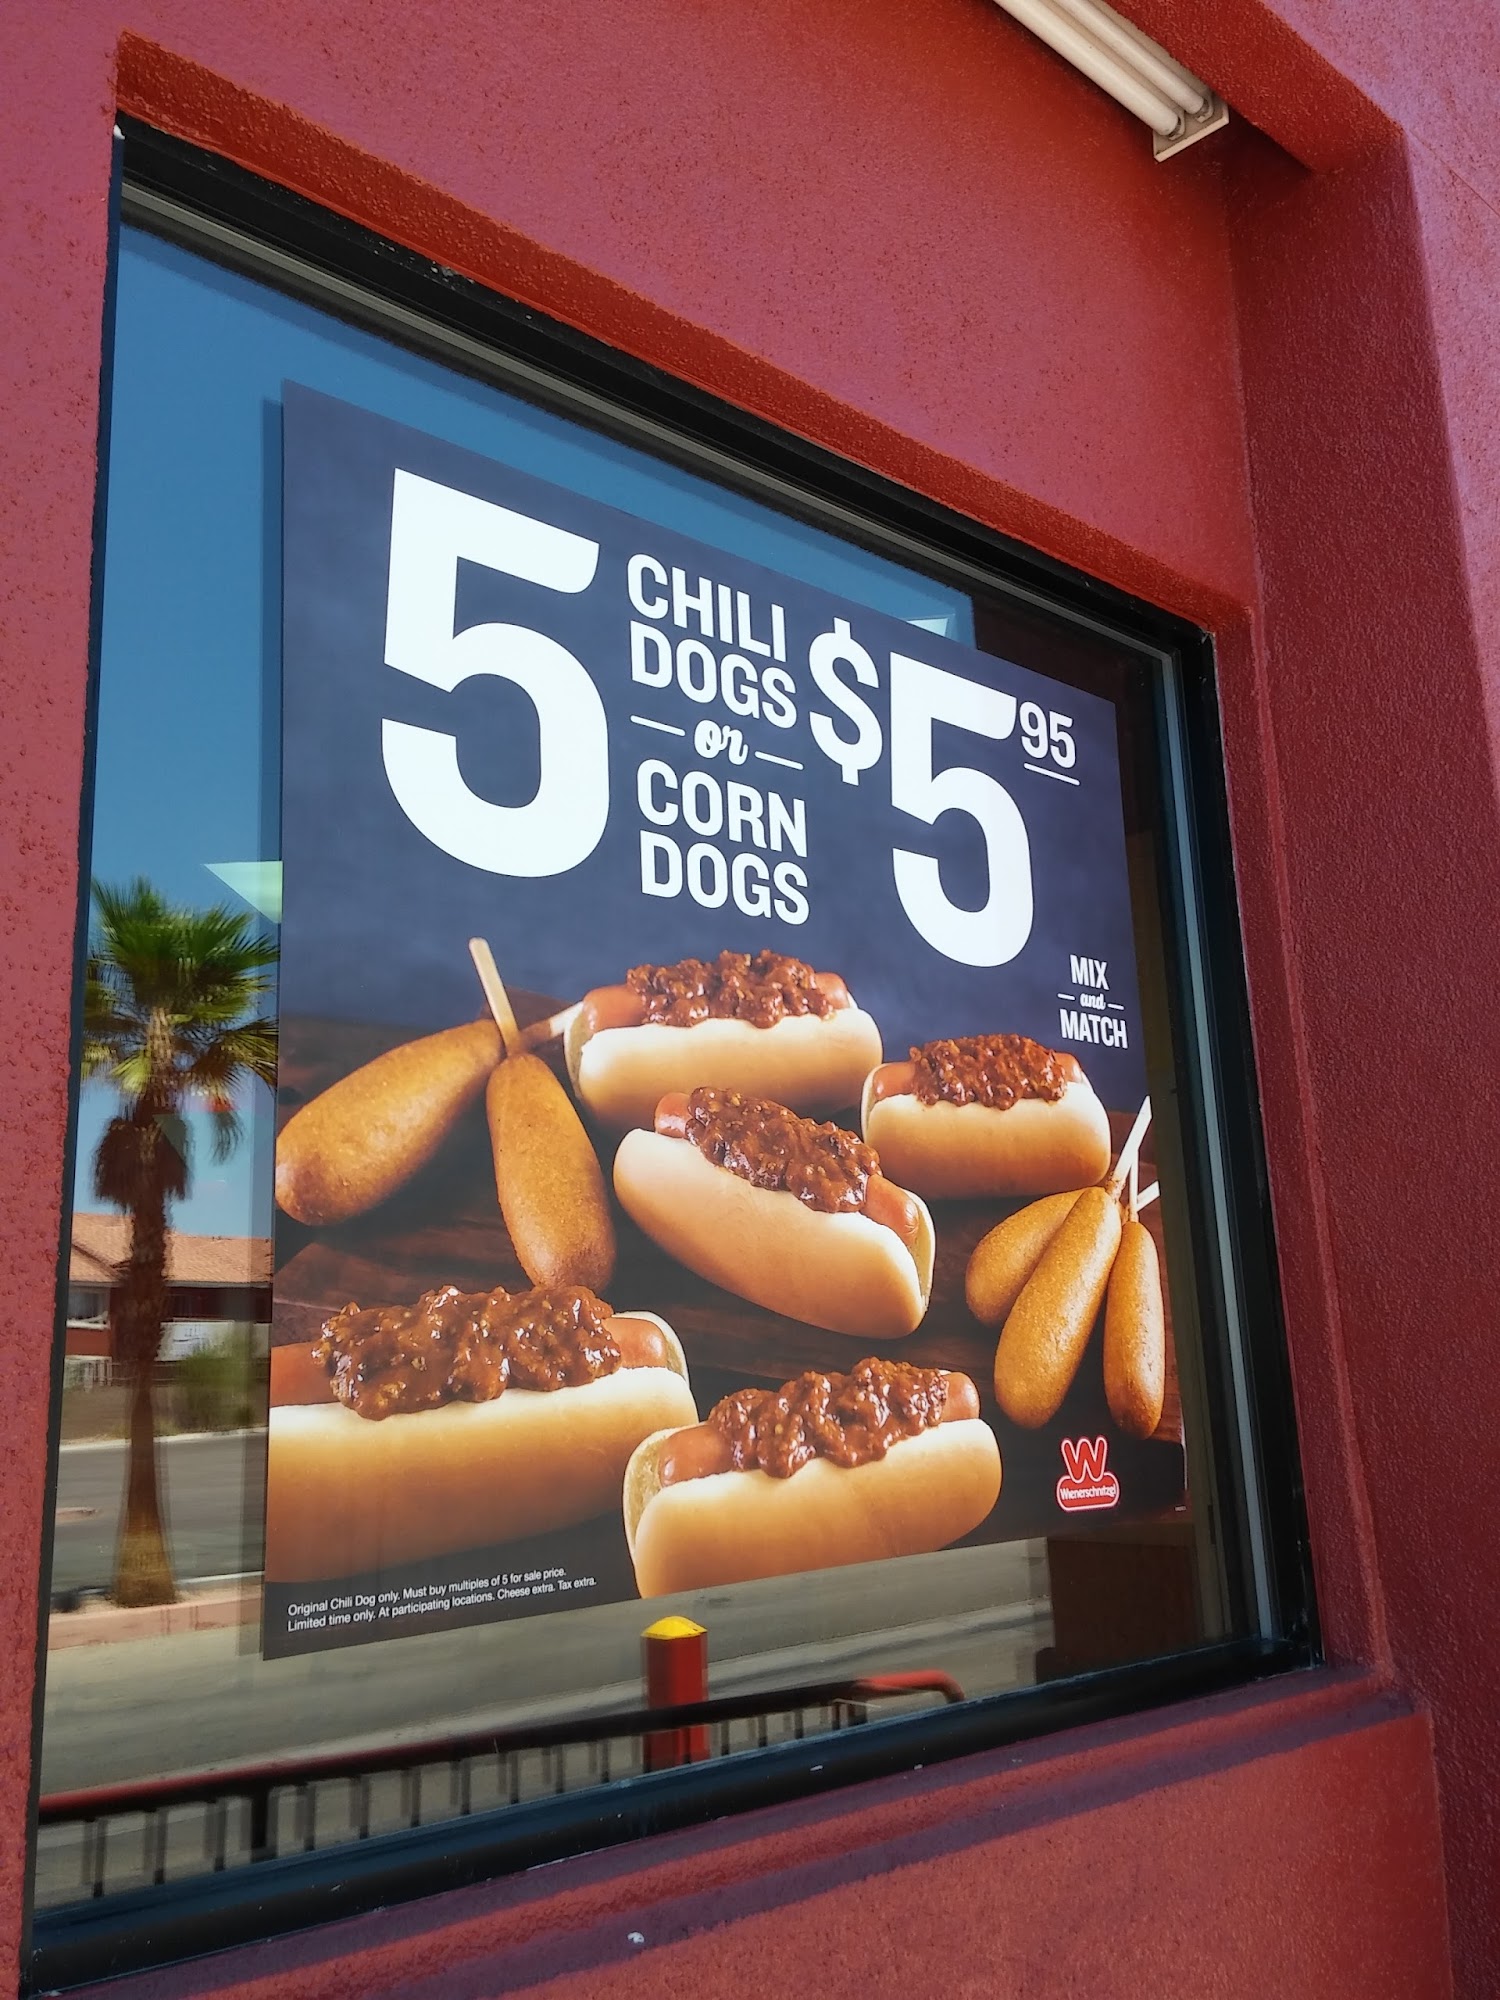 5 CHILI DOGS
or
CORN DOGS
$5 95
MIX
and
MATCH
W
Wienerschnitzel
Original Chili Dog only. Must buy multiples of 5 for sale price.
Limited time only. At participating locations. Cheese extra. Tax extra.